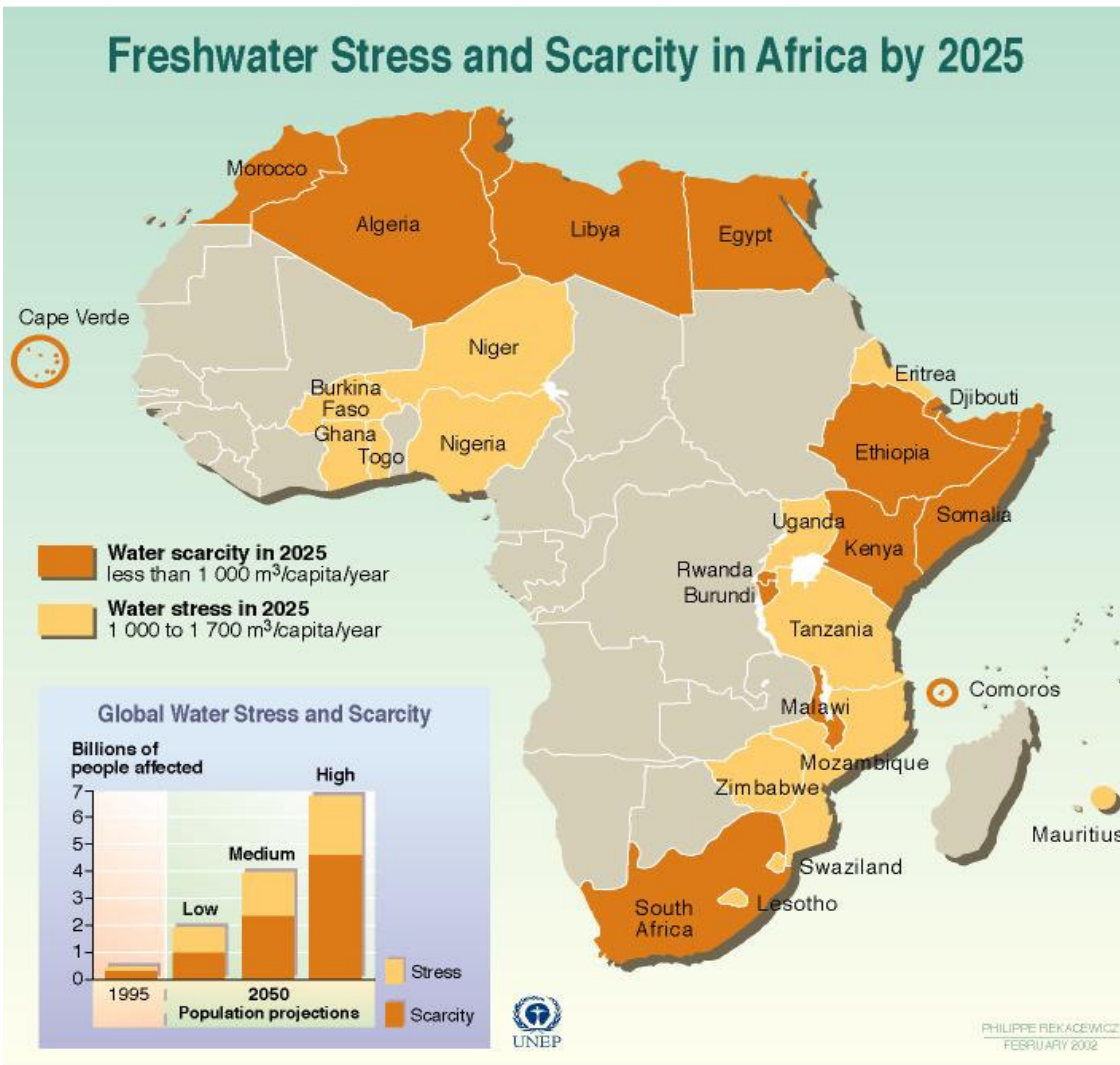 Freshwater Stress and Scarcity in Africa by 2025
Morocco
Algeria
Libya
Egypt
Cape Verde
Niger
Burkina
Faso
Ghana
Togo
Nigeria
Eritrea
Djibouti
Ethiopia
Somalia
Uganda
Kenya
Rwanda
Burundi
Tanzania
Comoros
Malawi
Mozambique
Zimbabwe
Mauritius
Swaziland
Lesotho
South
Africa
Water scarcity in 2025
less than 1 000 m³/capita/year
Water stress in 2025
1 000 to 1 700 m³/capita/year
Global Water Stress and Scarcity
Billions of
people affected
7
6
5
4
3
2
1
0
Low
Medium
High
1995
2050
Population projections
Stress
Scarcity
UNEP
PHILIPPE REKACEWICZ
FEBRUARY 2002